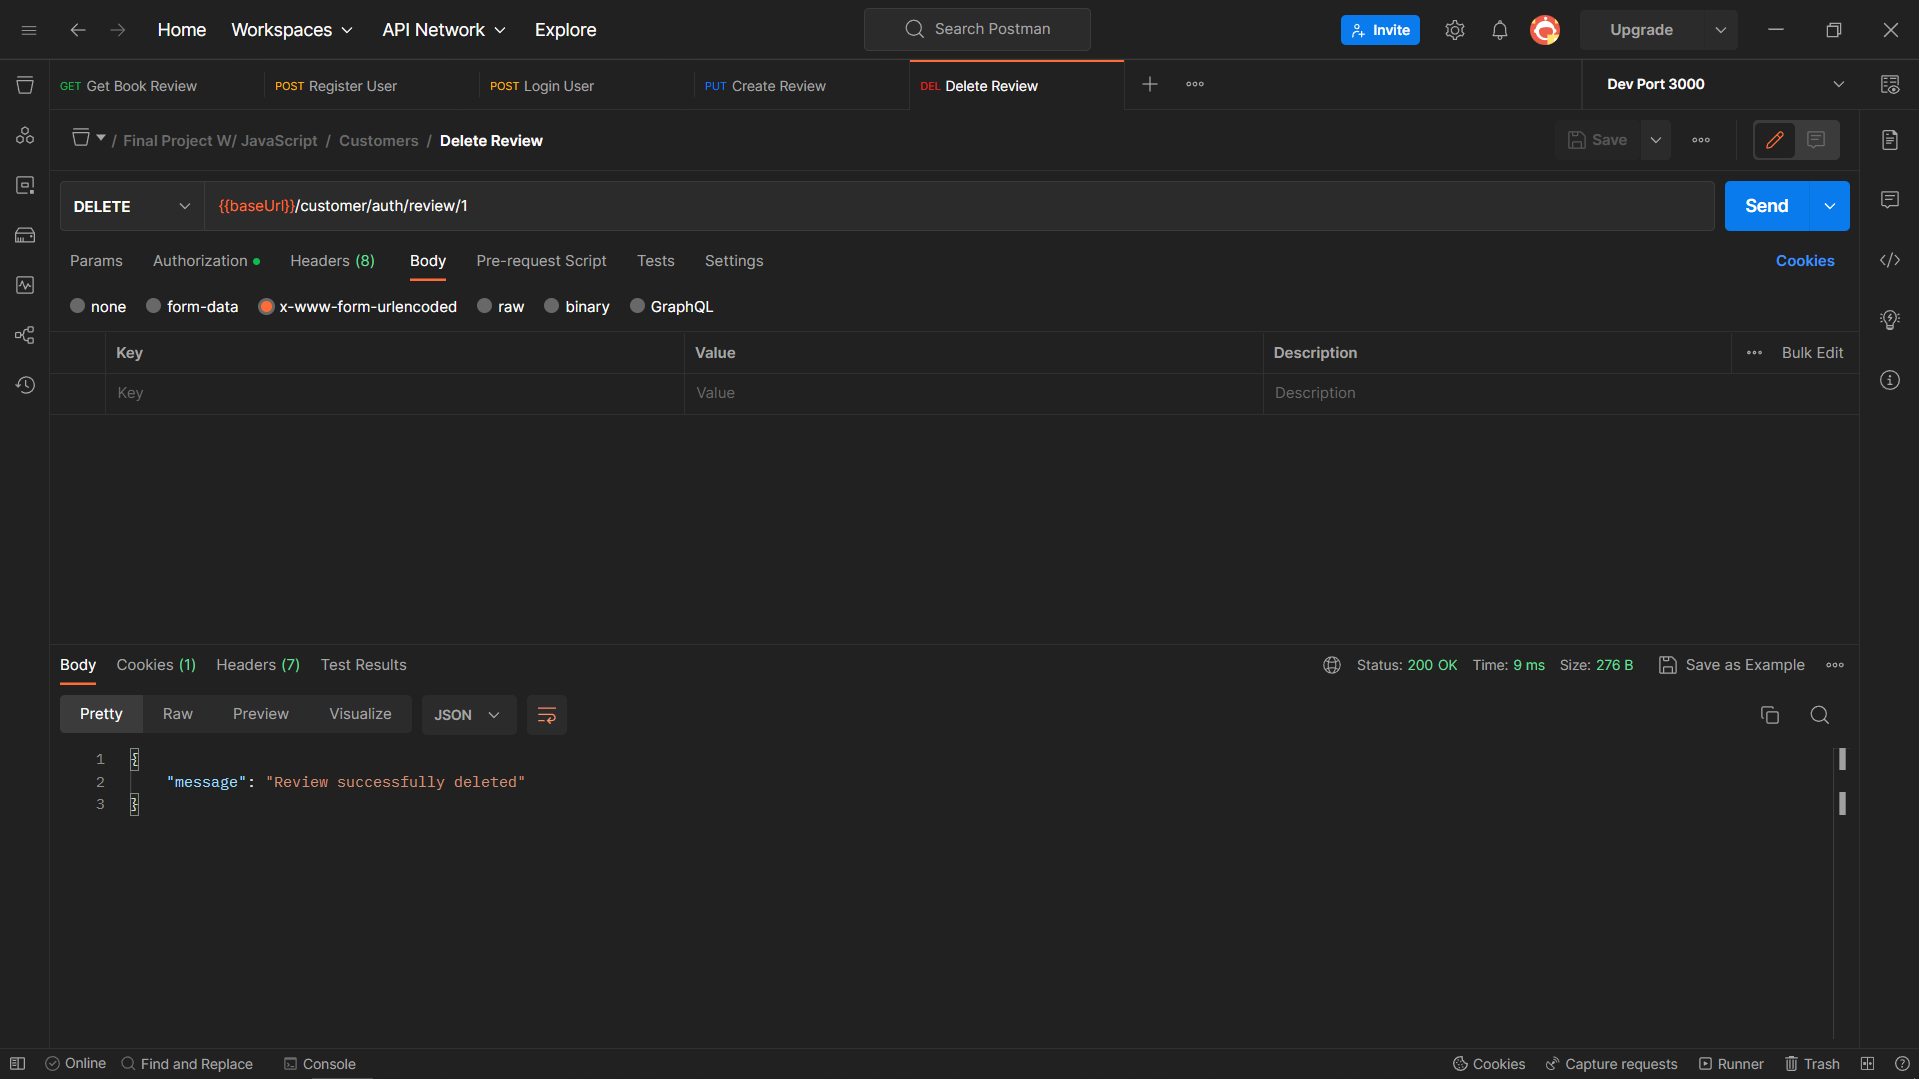 Home Workspaces API Network Explore Search Postman Invite Upgrade
GET Get Book Review POST Register User POST Login User PUT Create Review DEL Delete Review Dev Port 3000
/ Final Project W/ JavaScript / Customers / Delete Review Save
DELETE {{baseUrl}}/customer/auth/review/1 Send
Params Authorization Headers (8) Body Pre-request Script Tests Settings Cookies
none form-data x-www-form-urlencoded raw binary GraphQL
Key Value Description Bulk Edit
Key Value Description
Body Cookies (1) Headers (7) Test Results Status: 200 OK Time: 9 ms Size: 276 B Save as Example
Pretty Raw Preview Visualize JSON
1 {
2 "message": "Review successfully deleted"
3 }
Online Find and Replace Console Cookies Capture requests Runner Trash